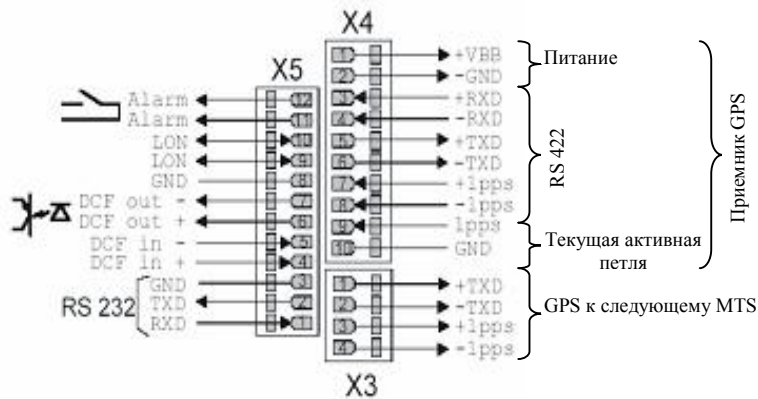 X4
X5
1 +VBB
2 -GND
3 +RXD
4 -RXD
5 +TXD
6 -TXD
7 +1pps
8 -1pps
9 1pps
10 GND
Питание
RS 422
Текущая активная
петля
Приемник GPS
Alarm 12
Alarm 11
LON 10
LON 9
GND 8
DCF out - 7
DCF out + 6
DCF in - 5
DCF in + 4
GND 3
TXD 2
RXD 1
RS 232
1 +TXD
2 -TXD
3 +1pps
4 -1pps
GPS к следующему MTS
X3